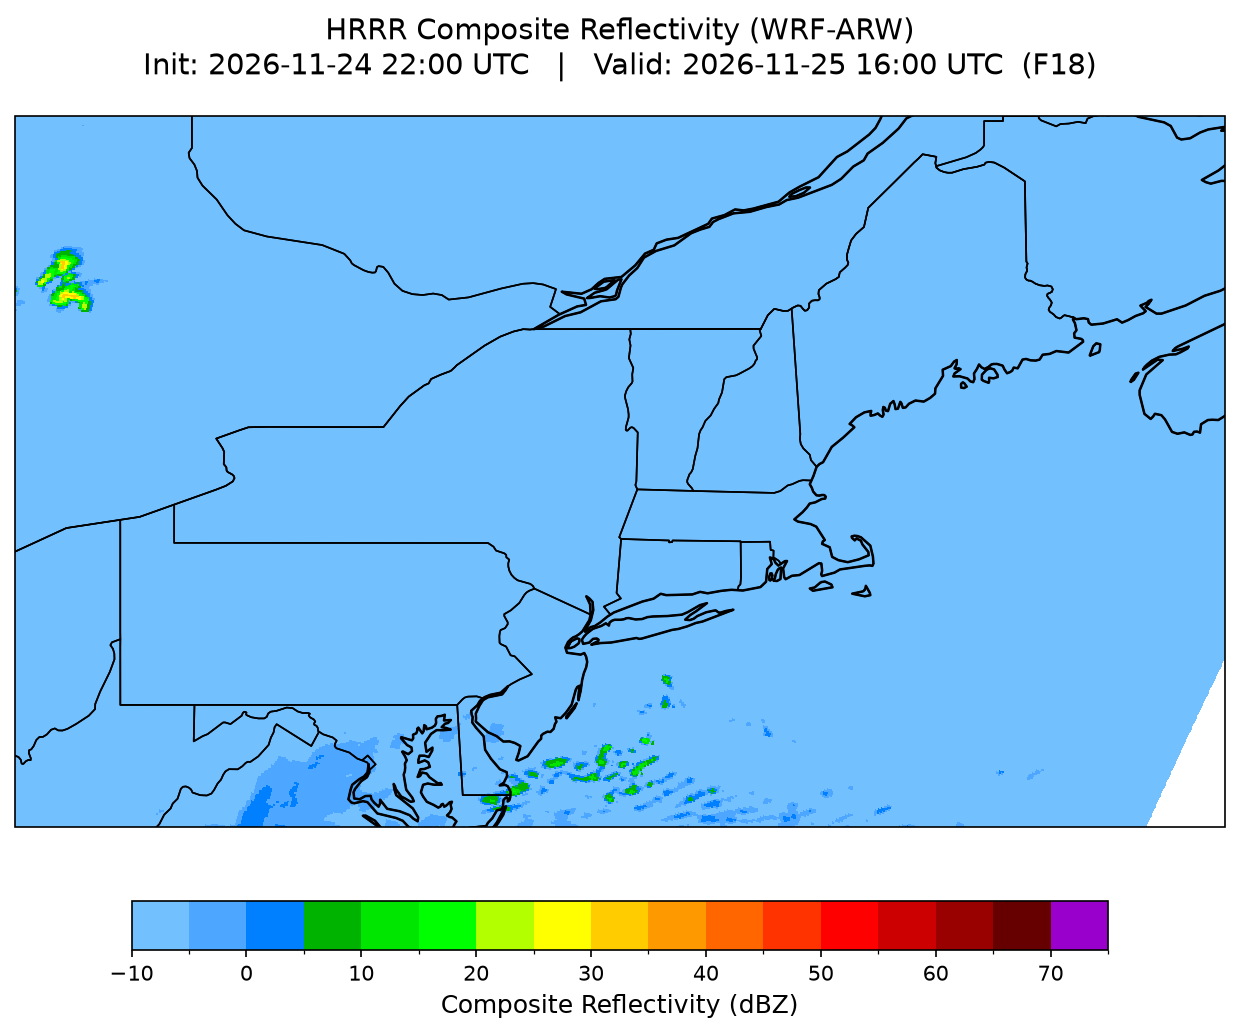 HRRR Composite Reflectivity (WRF-ARW)
Init: 2026-11-24 22:00 UTC   |   Valid: 2026-11-25 16:00 UTC  (F18)
−10 0 10 20 30 40 50 60 70
Composite Reflectivity (dBZ)